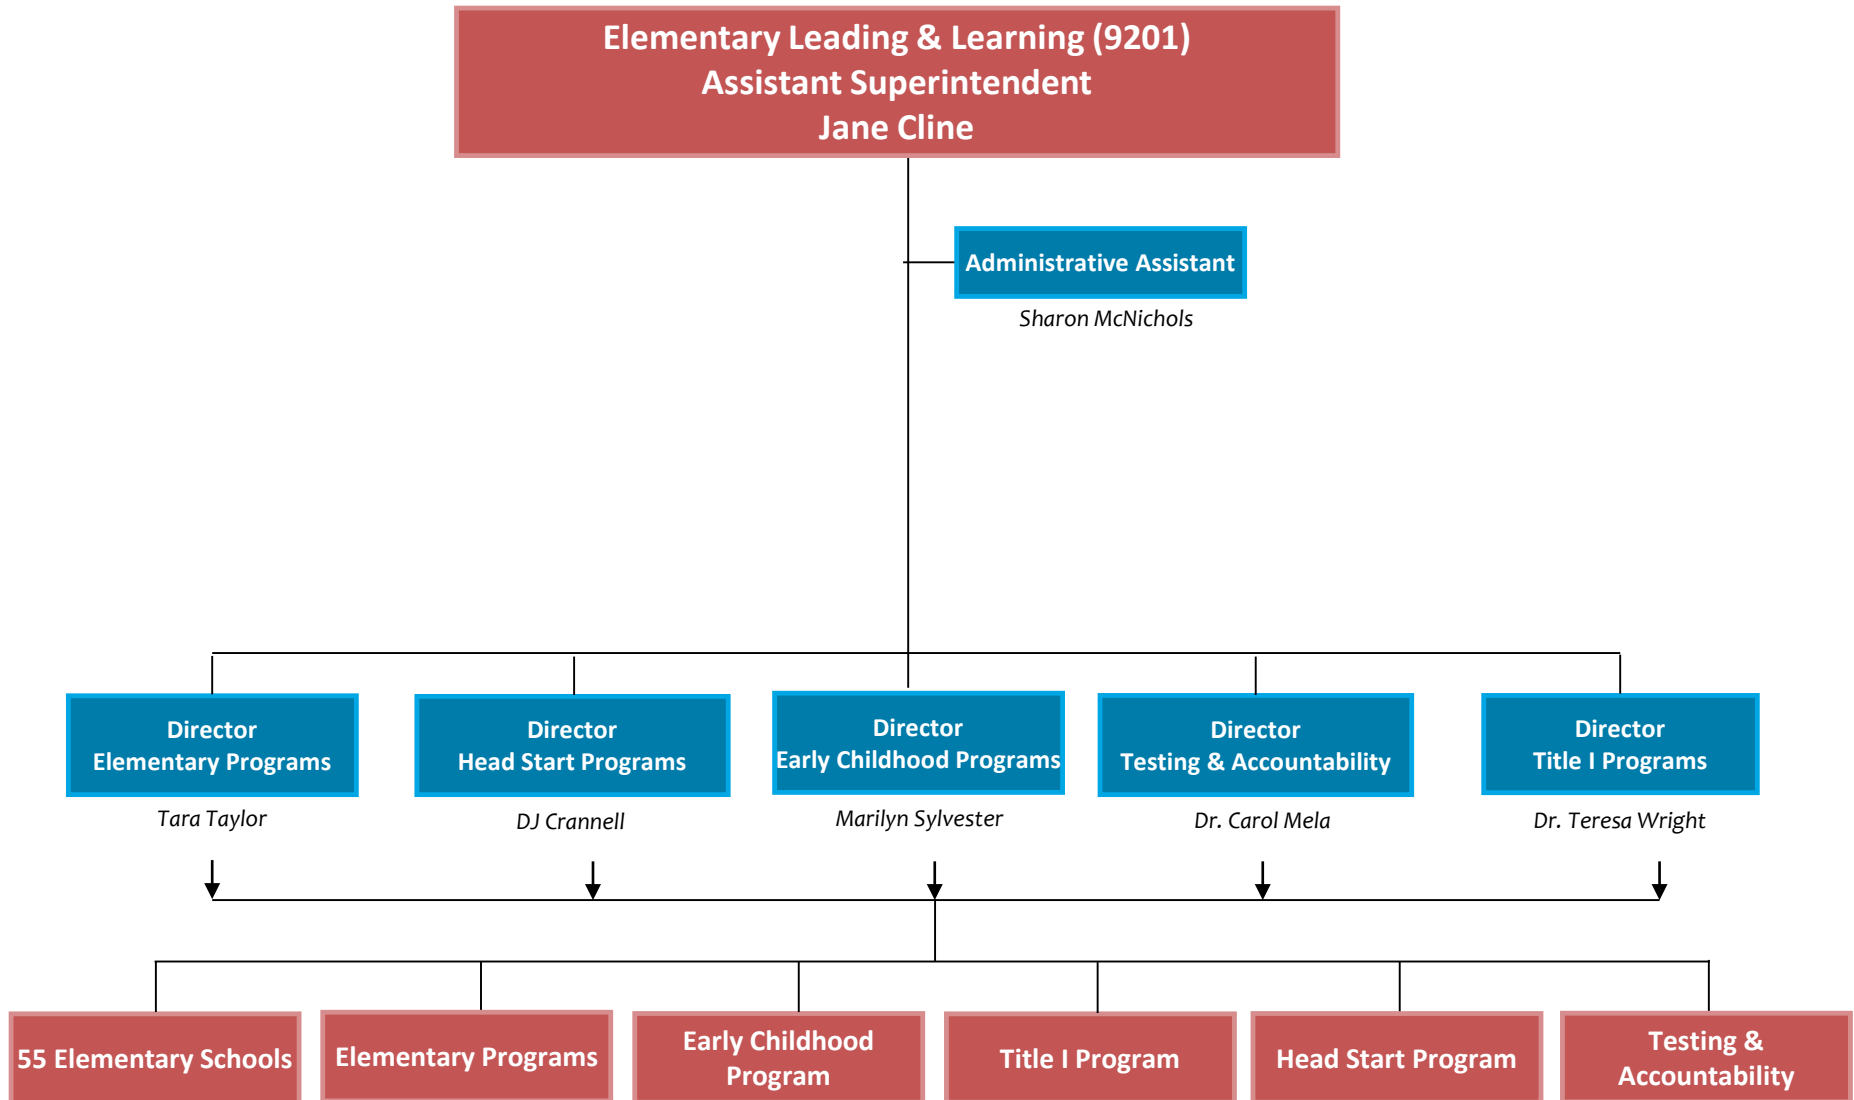 Elementary Leading & Learning (9201)
Assistant Superintendent
Jane Cline
Administrative Assistant
Sharon McNichols
Director
Elementary Programs
Tara Taylor
Director
Head Start Programs
DJ Crannell
Director
Early Childhood Programs
Marilyn Sylvester
Director
Testing & Accountability
Dr. Carol Mela
Director
Title I Programs
Dr. Teresa Wright
55 Elementary Schools
Elementary Programs
Early Childhood
Program
Title I Program
Head Start Program
Testing &
Accountability